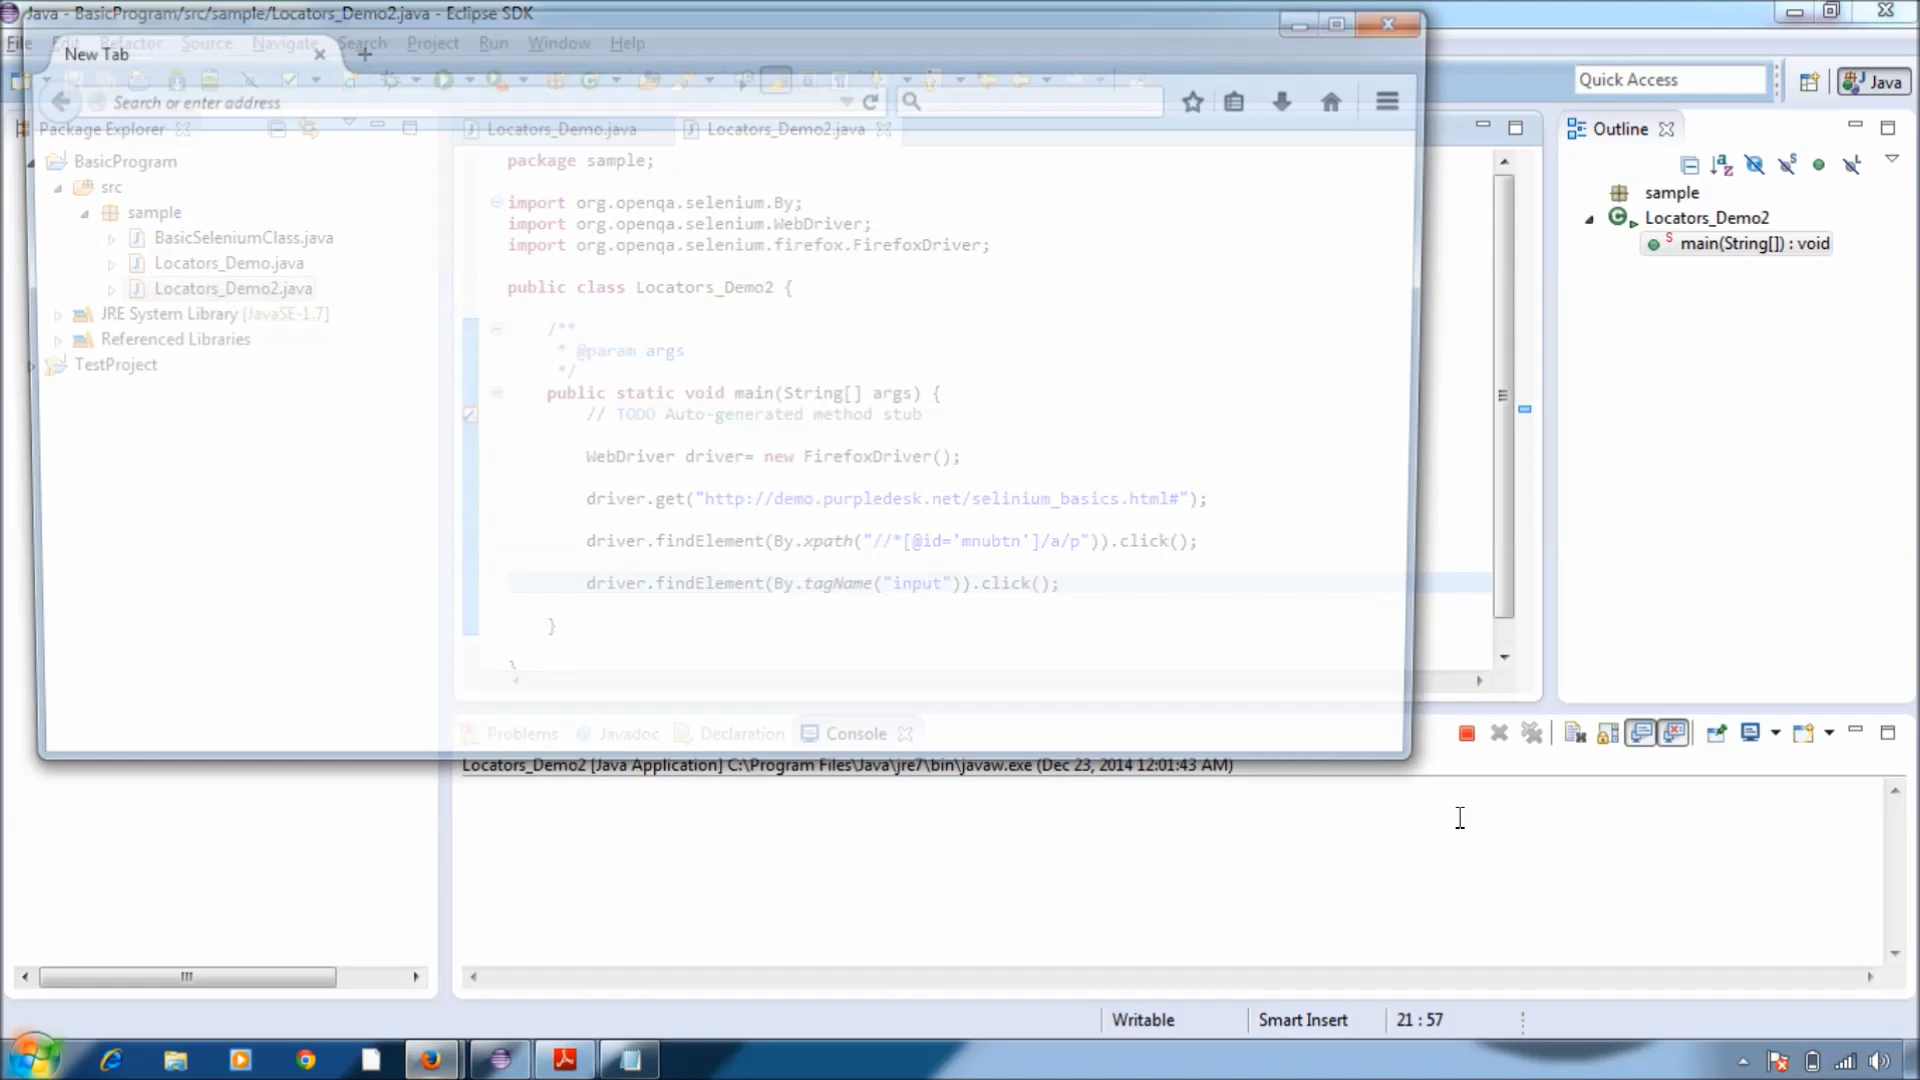 Java - BasicProgram/src/sample/Locators_Demo2.java - Eclipse SDK
File Edit Refactor Source Navigate Search Project Run Window Help
New Tab
Quick Access
Java
Search or enter address
Package Explorer
Locators_Demo.java
Locators_Demo2.java
Outline
BasicProgram
src
sample
BasicSeleniumClass.java
Locators_Demo.java
Locators_Demo2.java
JRE System Library [JavaSE-1.7]
Referenced Libraries
TestProject
package sample;
import org.openqa.selenium.By;
import org.openqa.selenium.WebDriver;
import org.openqa.selenium.firefox.FirefoxDriver;
public class Locators_Demo2 {
/**
* @param args
*/
public static void main(String[] args) {
// TODO Auto-generated method stub
WebDriver driver= new FirefoxDriver();
driver.get("http://demo.purpledesk.net/selinium_basics.html#");
driver.findElement(By.xpath("//*[@id='mnubtn']/a/p")).click();
driver.findElement(By.tagName("input")).click();
}
}
sample
Locators_Demo2
main(String[]) : void
Problems @ Javadoc Declaration Console
Locators_Demo2 [Java Application] C:\Program Files\Java\jre7\bin\javaw.exe (Dec 23, 2014 12:01:43 AM)
Writable Smart Insert 21 : 57